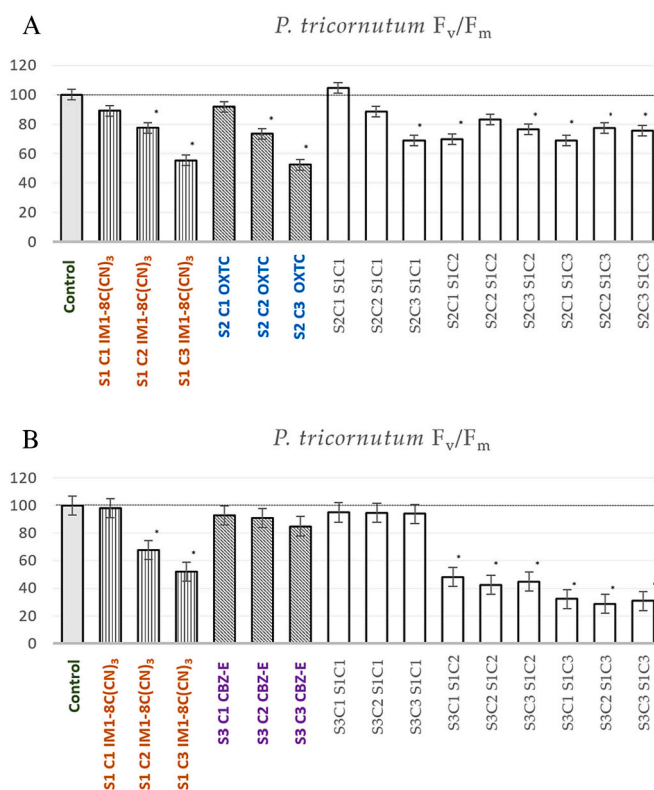 A
P. tricornutum Fᵥ/Fₘ
120
100
80
60
40
20
0
Control
S1 C1 IM1-8C(CN)₃
S1 C2 IM1-8C(CN)₃
S1 C3 IM1-8C(CN)₃
S2 C1 OXTC
S2 C2 OXTC
S2 C3 OXTC
S2C1 S1C1
S2C2 S1C1
S2C3 S1C1
S2C1 S1C2
S2C2 S1C2
S2C3 S1C2
S2C1 S1C3
S2C2 S1C3
S2C3 S1C3
B
P. tricornutum Fᵥ/Fₘ
120
100
80
60
40
20
0
Control
S1 C1 IM1-8C(CN)₃
S1 C2 IM1-8C(CN)₃
S1 C3 IM1-8C(CN)₃
S3 C1 CBZ-E
S3 C2 CBZ-E
S3 C3 CBZ-E
S3C1 S1C1
S3C2 S1C1
S3C3 S1C1
S3C1 S1C2
S3C2 S1C2
S3C3 S1C2
S3C1 S1C3
S3C2 S1C3
S3C3 S1C3